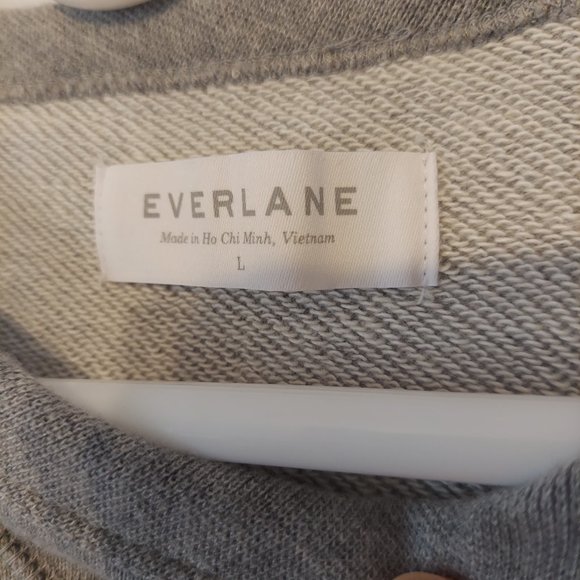 EVERLANE
Made in Ho Chi Minh, Vietnam
L